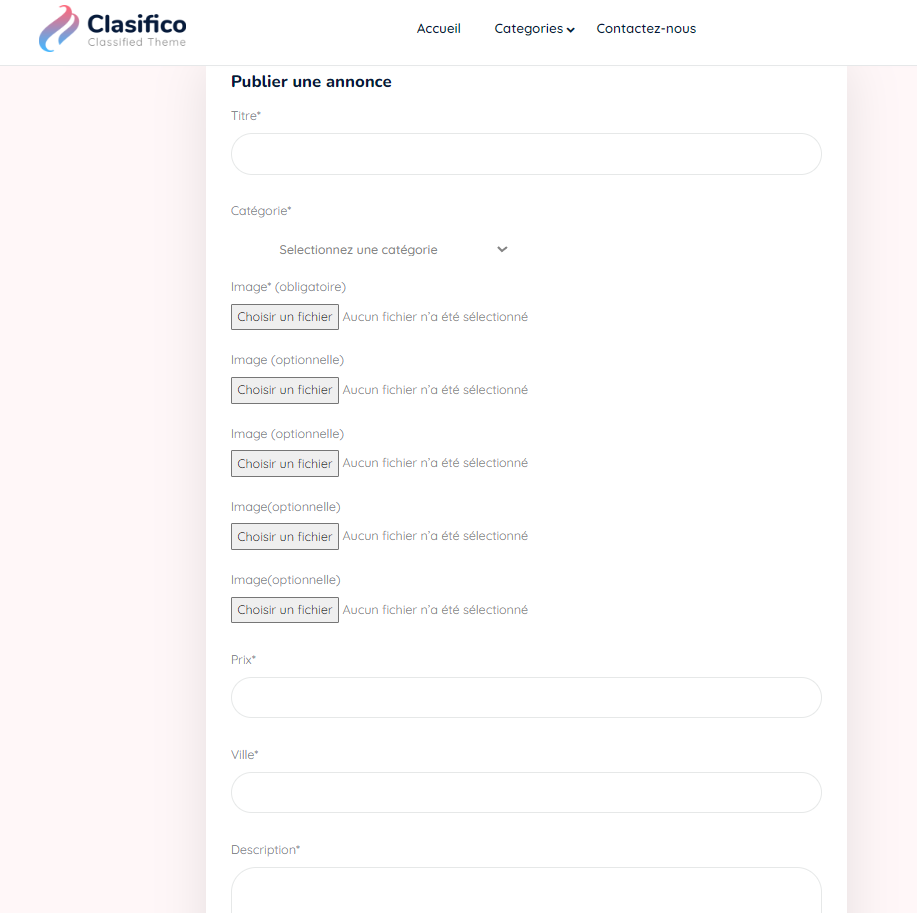 Clasifico
Classified Theme
Accueil Categories Contactez-nous
Publier une annonce
Titre*
Catégorie*
Selectionnez une catégorie
Image* (obligatoire)
Choisir un fichier Aucun fichier n’a été sélectionné
Image (optionnelle)
Choisir un fichier Aucun fichier n’a été sélectionné
Image (optionnelle)
Choisir un fichier Aucun fichier n’a été sélectionné
Image(optionnelle)
Choisir un fichier Aucun fichier n’a été sélectionné
Image(optionnelle)
Choisir un fichier Aucun fichier n’a été sélectionné
Prix*
Ville*
Description*